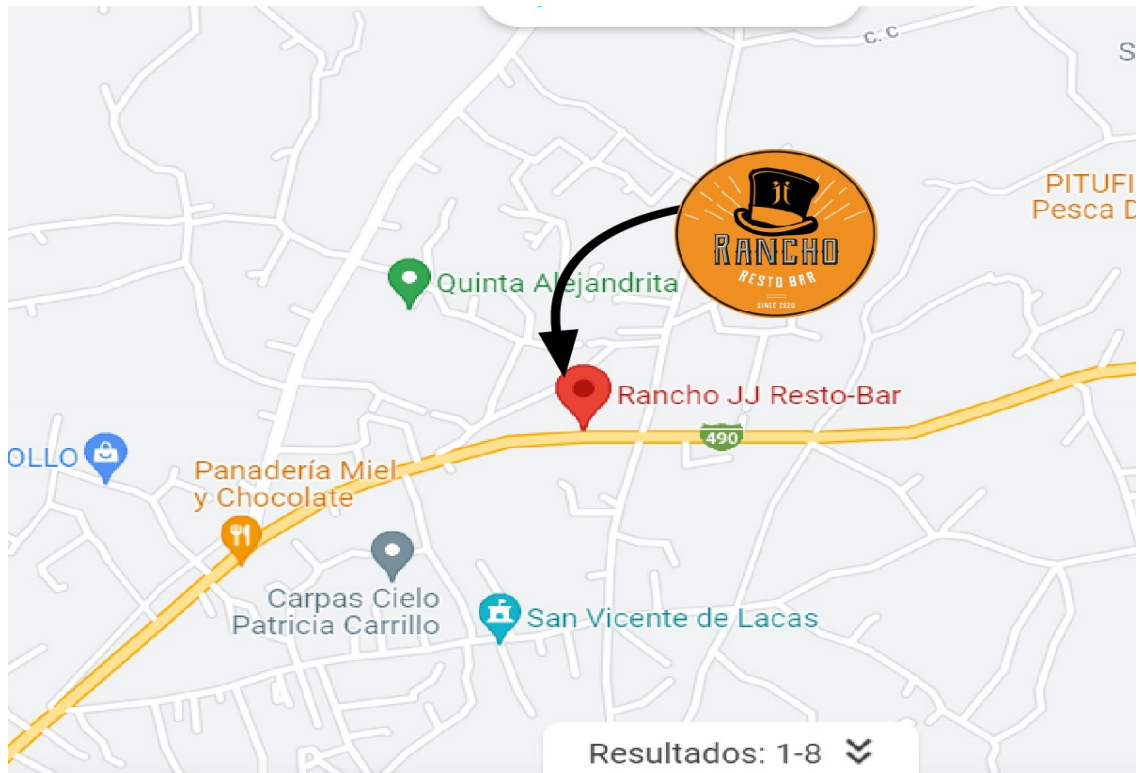 C. C
S
PITUFI
Pesca D
jj
RANCHO
RESTO BAR
SINCE 2020
Quinta Alejandrita
Rancho JJ Resto-Bar
490
OLLO
Panadería Miel
y Chocolate
Carpas Cielo
Patricia Carrillo
San Vicente de Lacas
Resultados: 1-8